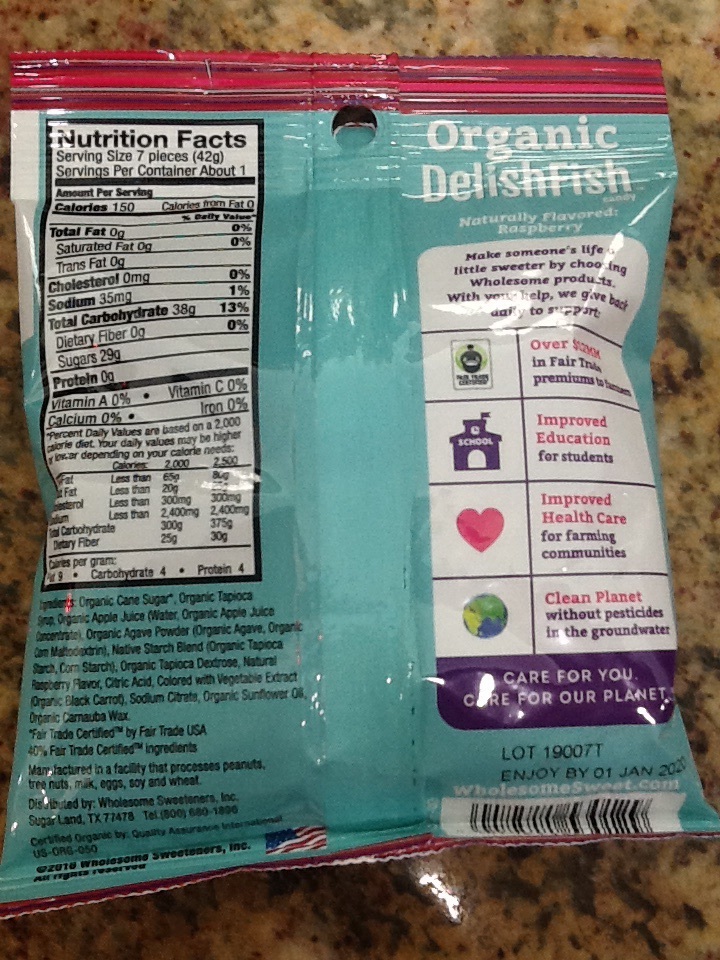 Nutrition Facts
Serving Size 7 pieces (42g)
Servings Per Container About 1
Amount Per Serving
Calories 150 Calories from Fat 0
% Daily Value*
Total Fat 0g 0%
Saturated Fat 0g 0%
Trans Fat 0g
Cholesterol 0mg 0%
Sodium 35mg 1%
Total Carbohydrate 38g 13%
Dietary Fiber 0g 0%
Sugars 29g
Protein 0g
Vitamin A 0% • Vitamin C 0%
Calcium 0% • Iron 0%
*Percent Daily Values are based on a 2,000
calorie diet. Your daily values may be higher
or lower depending on your calorie needs:
Calories: 2,000 2,500
Fat Less than 65g 80g
Fat Less than 20g
Less than 300mg 300mg
Less than 2,400mg 2,400mg
Carbohydrate 300g 375g
Dietary Fiber 25g 30g
Calories per gram:
9 • Carbohydrate 4 • Protein 4
Ingredients: Organic Cane Sugar*, Organic Tapioca
Syrup, Organic Apple Juice (Water, Organic Apple Juice
Concentrate), Organic Agave Powder (Organic Agave, Organic
Corn Maltodextrin), Native Starch Blend (Organic Tapioca
Starch, Corn Starch), Organic Tapioca Dextrose, Natural
Raspberry Flavor, Citric Acid, Colored with Vegetable Extract
(Organic Black Carrot), Sodium Citrate, Organic Sunflower Oil,
Organic Carnauba Wax.
*Fair Trade Certified™ by Fair Trade USA
40% Fair Trade Certified™ ingredients
Manufactured in a facility that processes peanuts,
tree nuts, milk, eggs, soy and wheat.
Distributed by: Wholesome Sweeteners, Inc.
Sugar Land, TX 77478 Tel (800) 680-1896
Certified Organic by: Quality Assurance International
US-ORG-050
©2016 Wholesome Sweeteners, Inc.
All rights reserved
Organic
DelishFish™
candy
Naturally Flavored:
Raspberry
Make someone's life a
little sweeter by choosing
Wholesome products.
With your help, we give back
daily to support:
FAIR TRADE
CERTIFIED
Over $12MM
in Fair Trade
premiums to farmers
SCHOOL
Improved
Education
for students
Improved
Health Care
for farming
communities
Clean Planet
without pesticides
in the groundwater
CARE FOR YOU.
CARE FOR OUR PLANET.
LOT 19007T
ENJOY BY 01 JAN 2020
WholesomeSweet.com